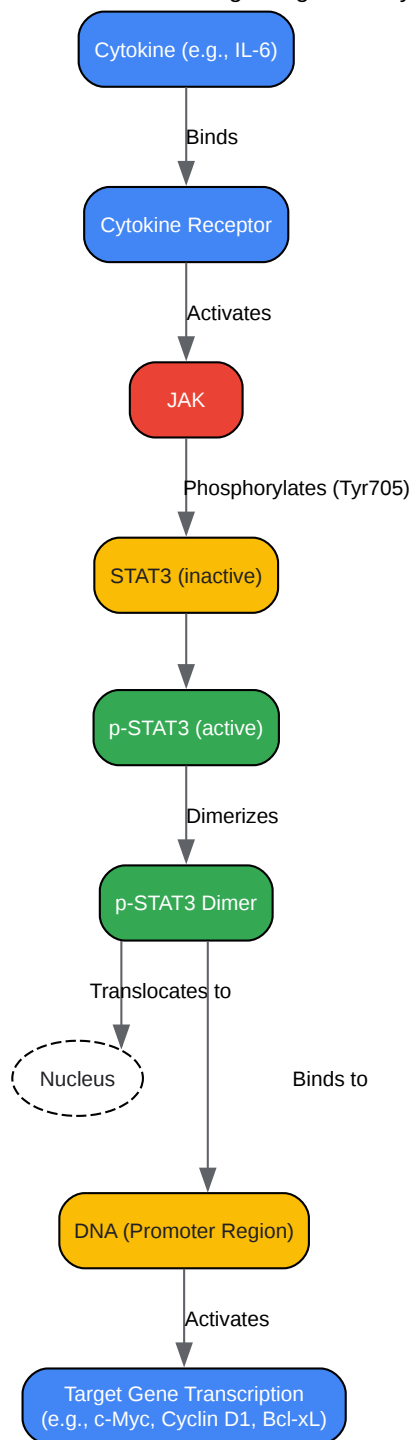 Cytokine (e.g., IL-6)
Binds
Cytokine Receptor
Activates
JAK
Phosphorylates (Tyr705)
STAT3 (inactive)
p-STAT3 (active)
Dimerizes
p-STAT3 Dimer
Translocates to
Nucleus
Binds to
DNA (Promoter Region)
Activates
Target Gene Transcription
(e.g., c-Myc, Cyclin D1, Bcl-xL)